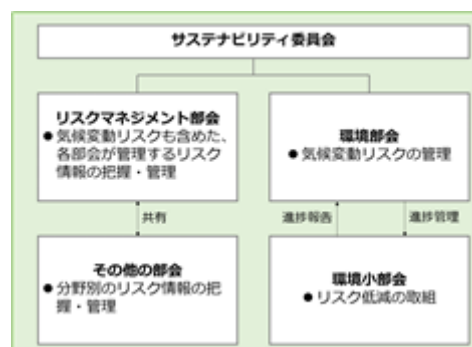 サステナビリティ委員会
リスクマネジメント部会
●気候変動リスクも含めた、
各部会が管理するリスク
情報の把握・管理
環境部会
●気候変動リスクの管理
共有
進捗報告
進捗管理
その他の部会
●分野別のリスク情報の把
握・管理
環境小部会
●リスク低減の取組